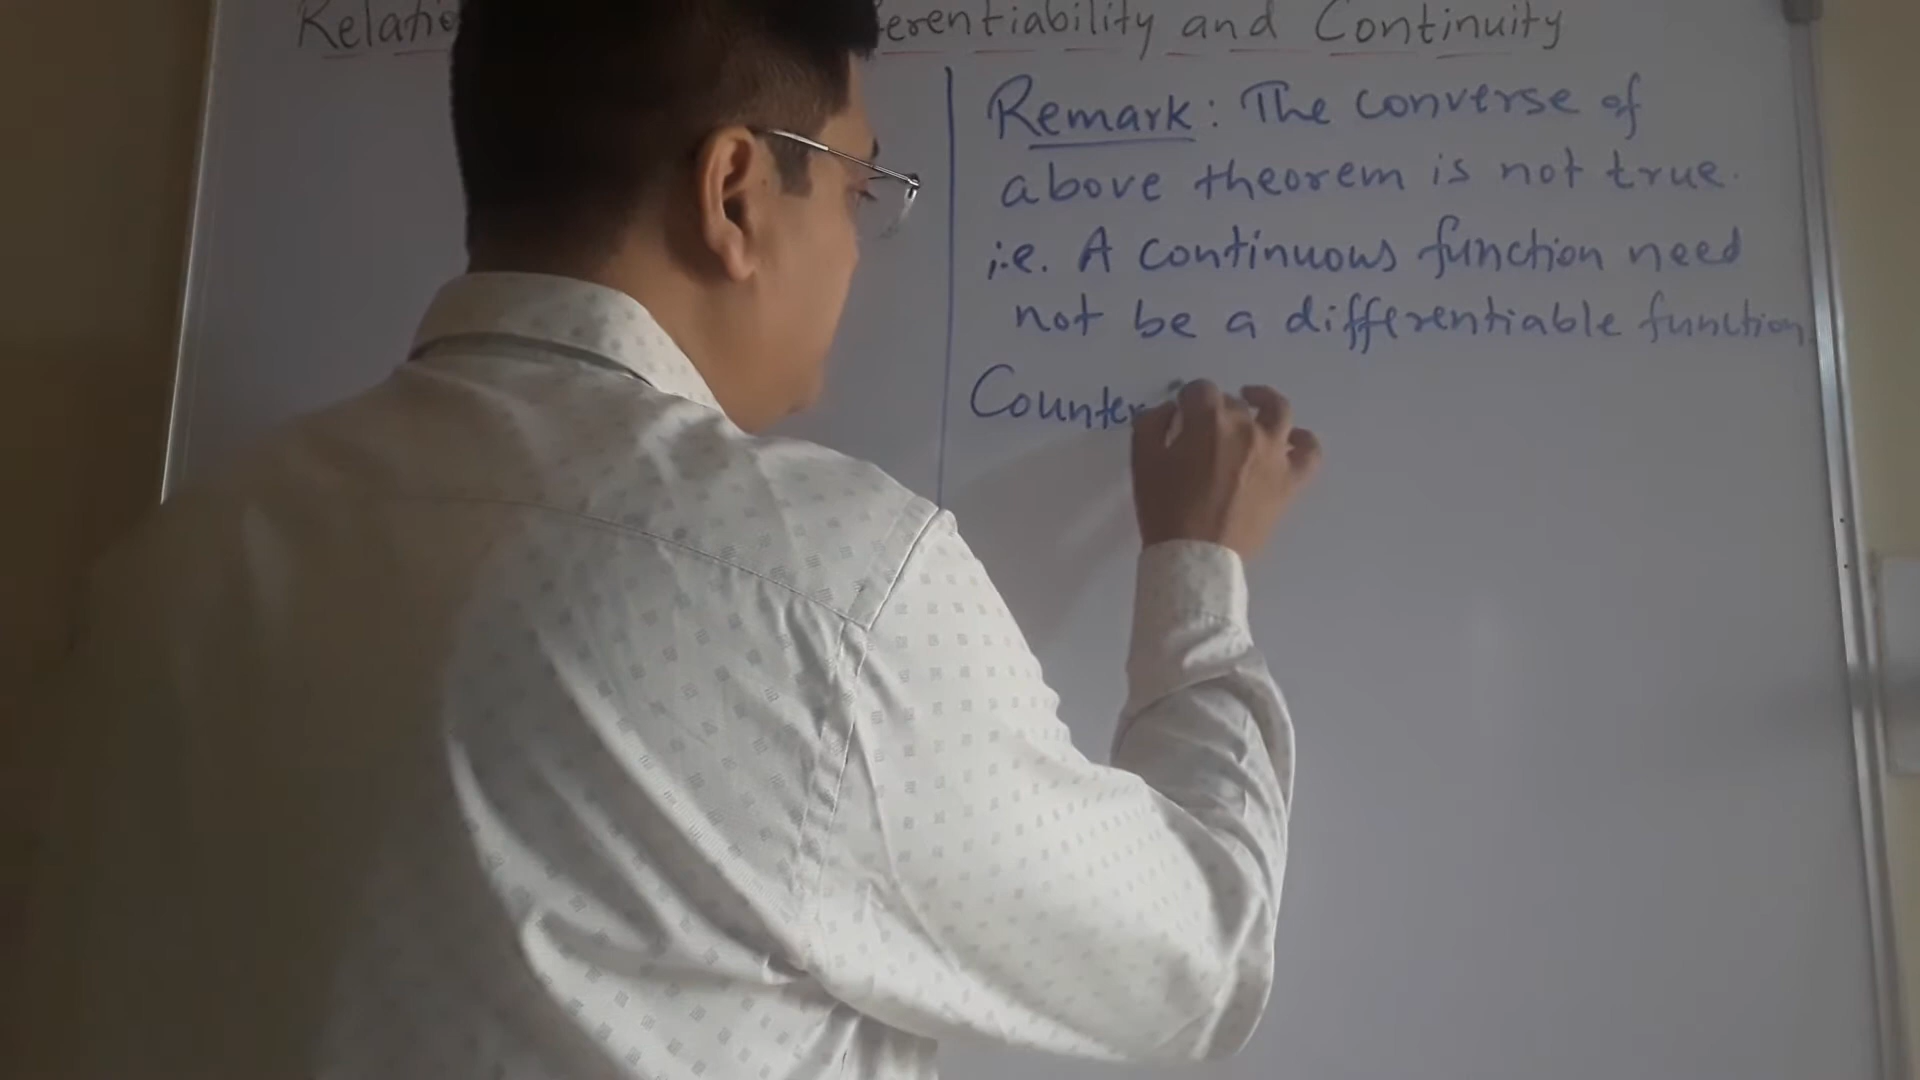 Relatio erentiability and Continuity
Remark: The converse of
above theorem is not true.
i.e. A continuous function need
not be a differentiable function.
Counter